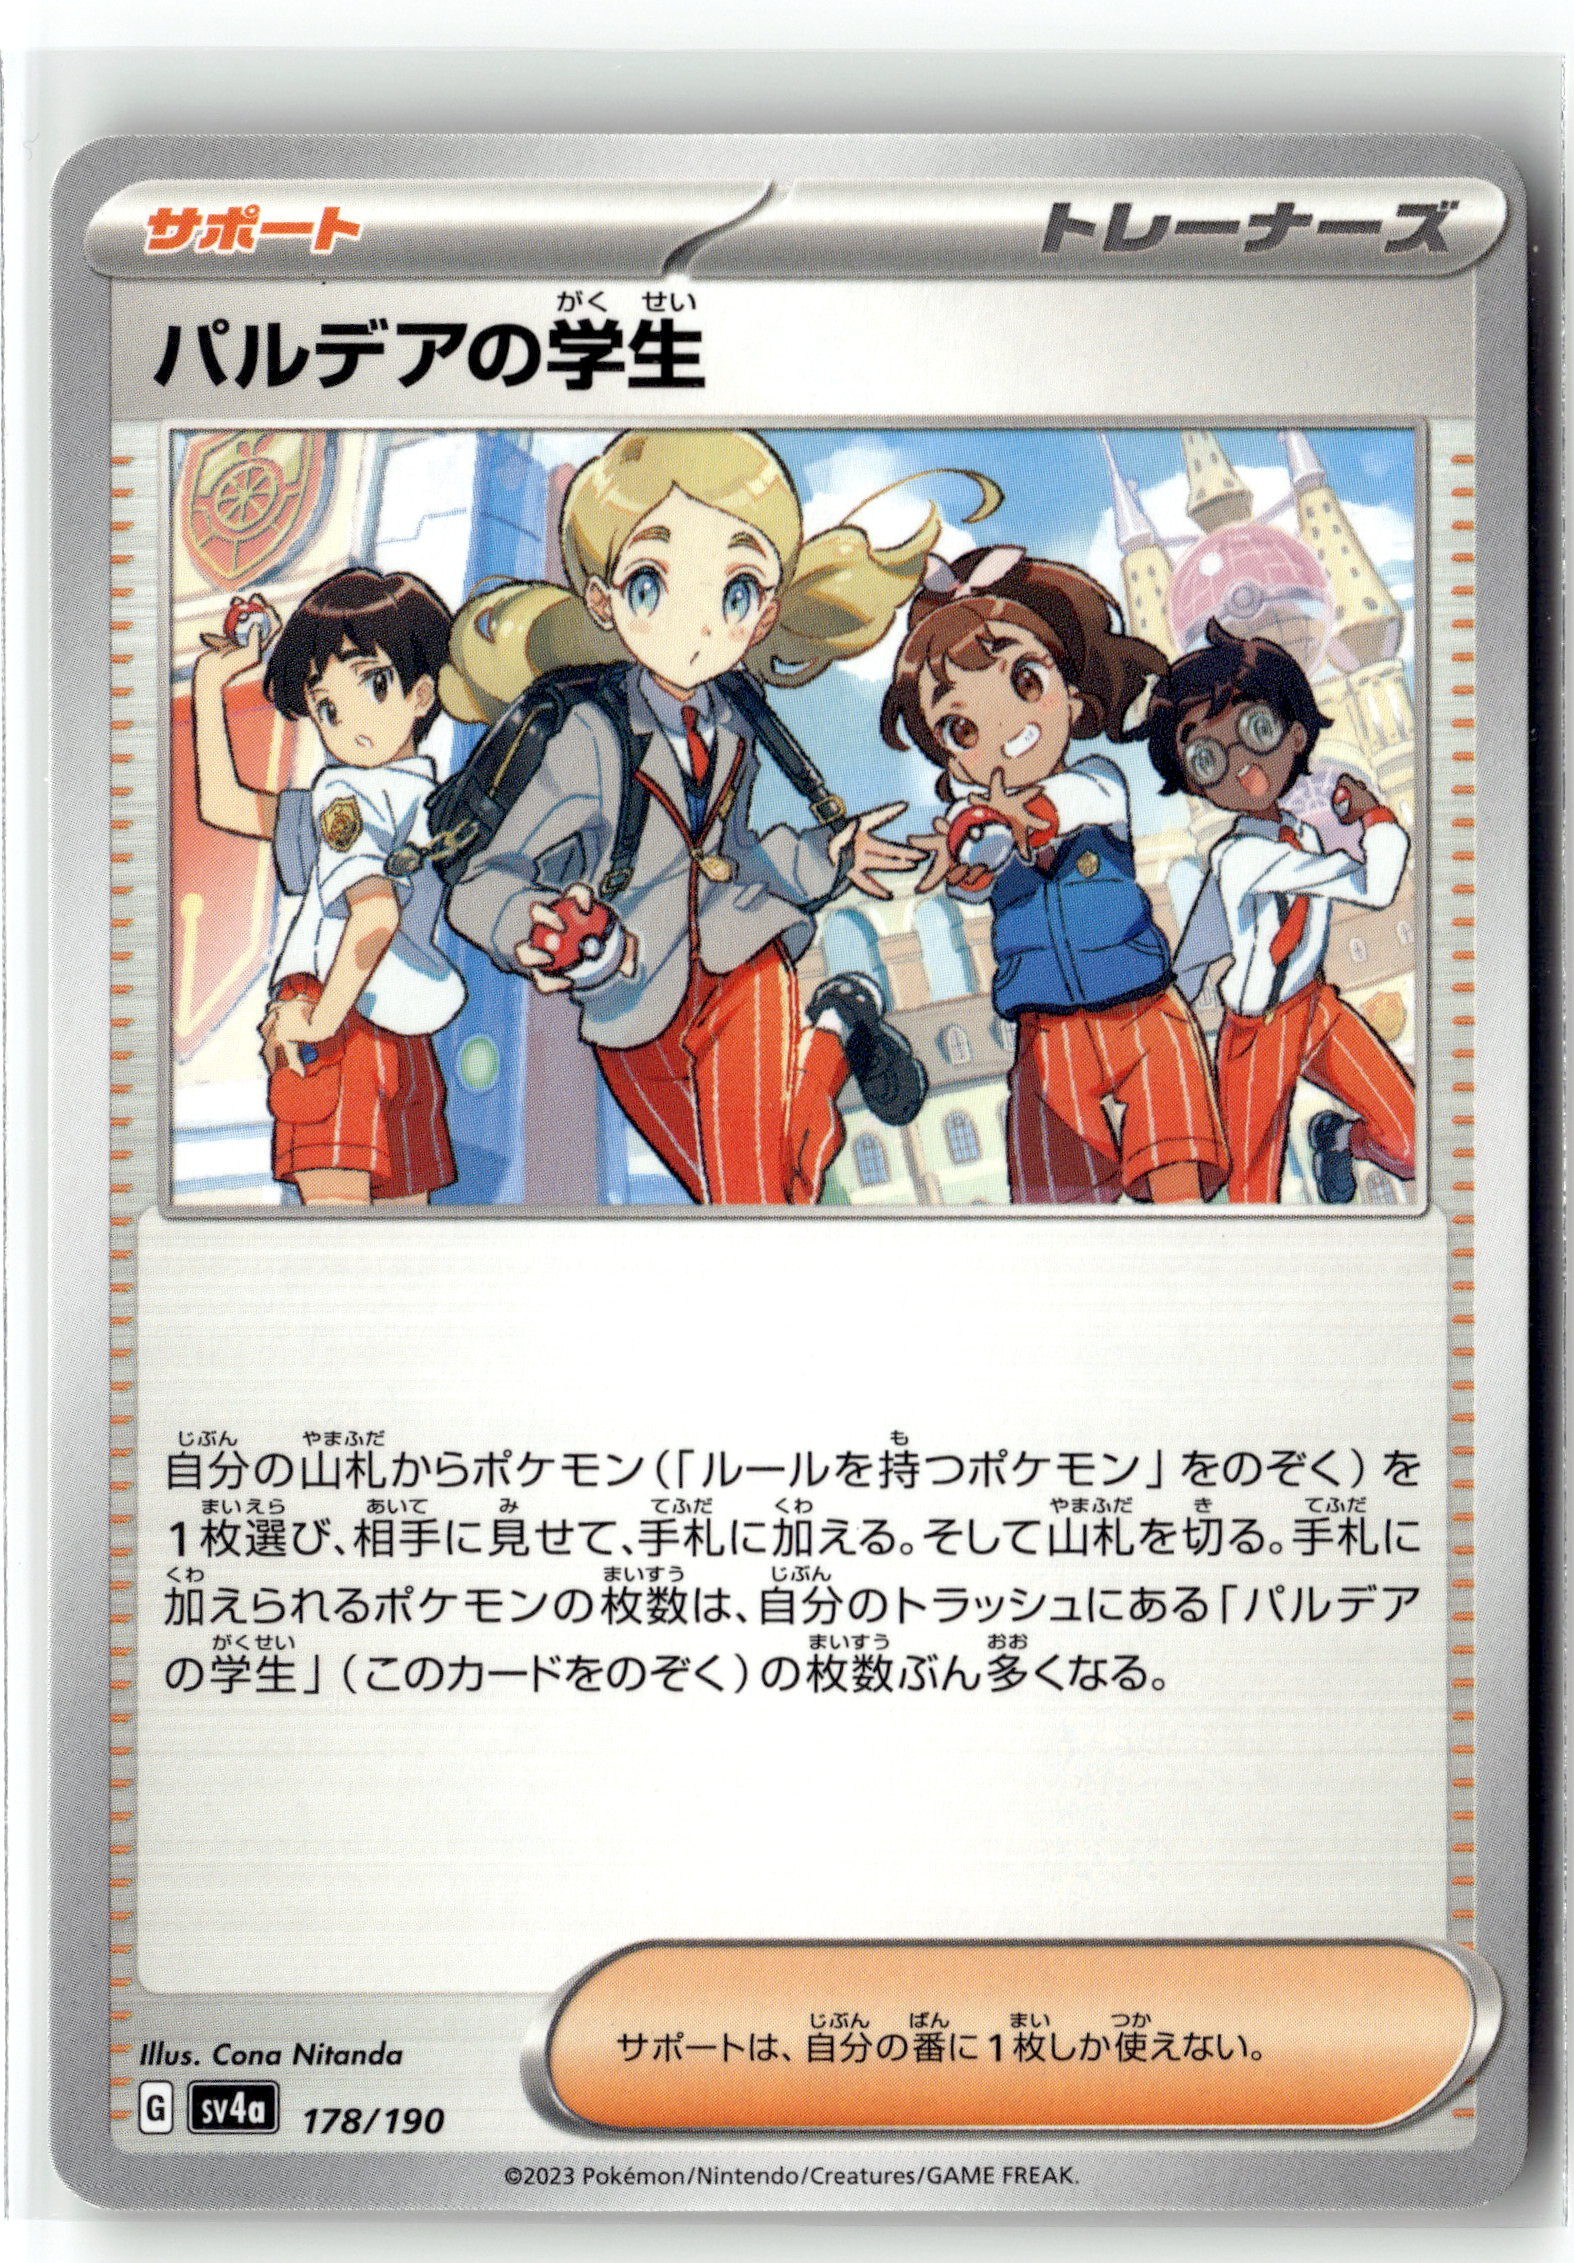 サポート
トレーナーズ
がく せい
パルデアの学生
じぶん やまふだ も
自分の山札からポケモン(「ルールを持つポケモン」をのぞく)を
まいえら あいて み てふだ くわ やまふだ き てふだ
1枚選び、相手に見せて、手札に加える。そして山札を切る。手札に
くわ まいすう じぶん
加えられるポケモンの枚数は、自分のトラッシュにある「パルデア
がくせい まいすう おお
の学生」(このカードをのぞく)の枚数ぶん多くなる。
じぶん ばん まい つか
サポートは、自分の番に1枚しか使えない。
Illus. Cona Nitanda
G sv4a 178/190
©2023 Pokémon/Nintendo/Creatures/GAME FREAK.